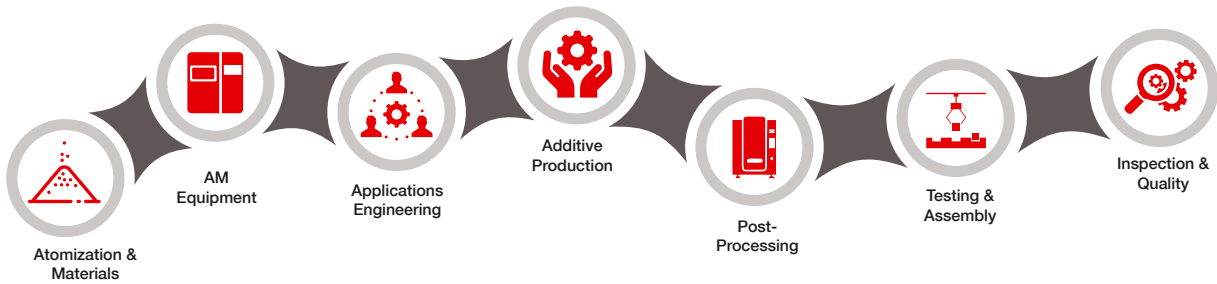 Atomization &
Materials
AM
Equipment
Applications
Engineering
Additive
Production
Post-
Processing
Testing &
Assembly
Inspection &
Quality